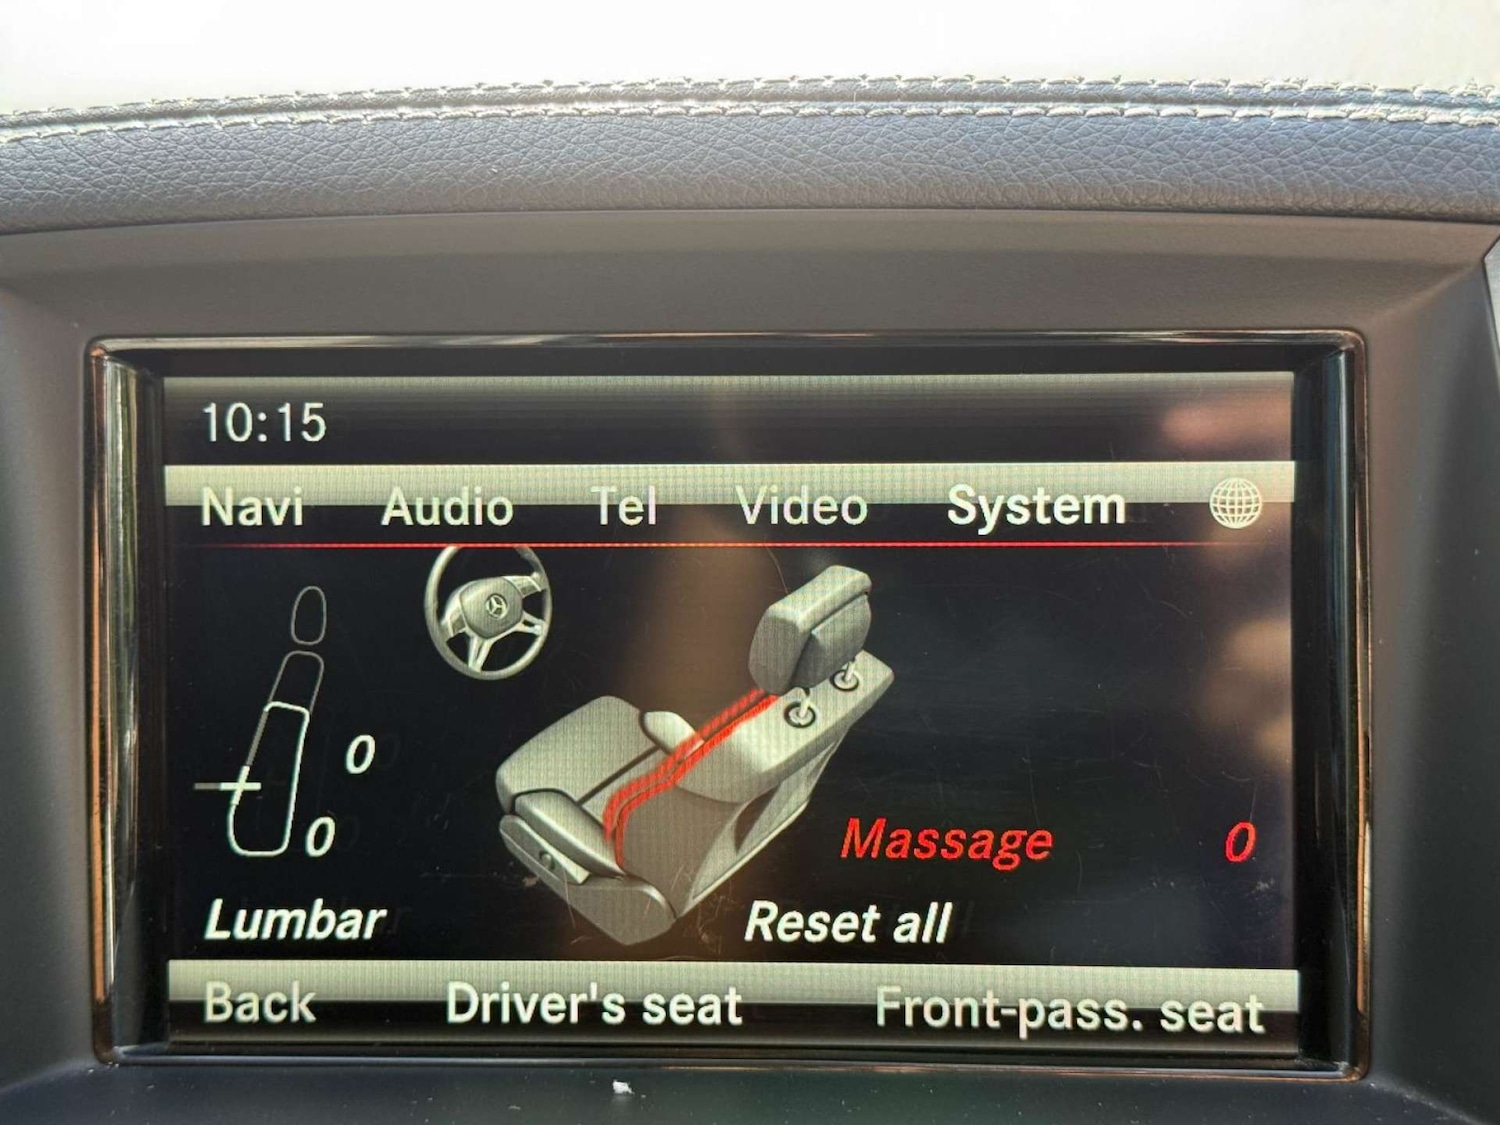 10:15
Navi Audio Tel Video System
0
0
Massage 0
Lumbar Reset all
Back Driver's seat Front-pass. seat